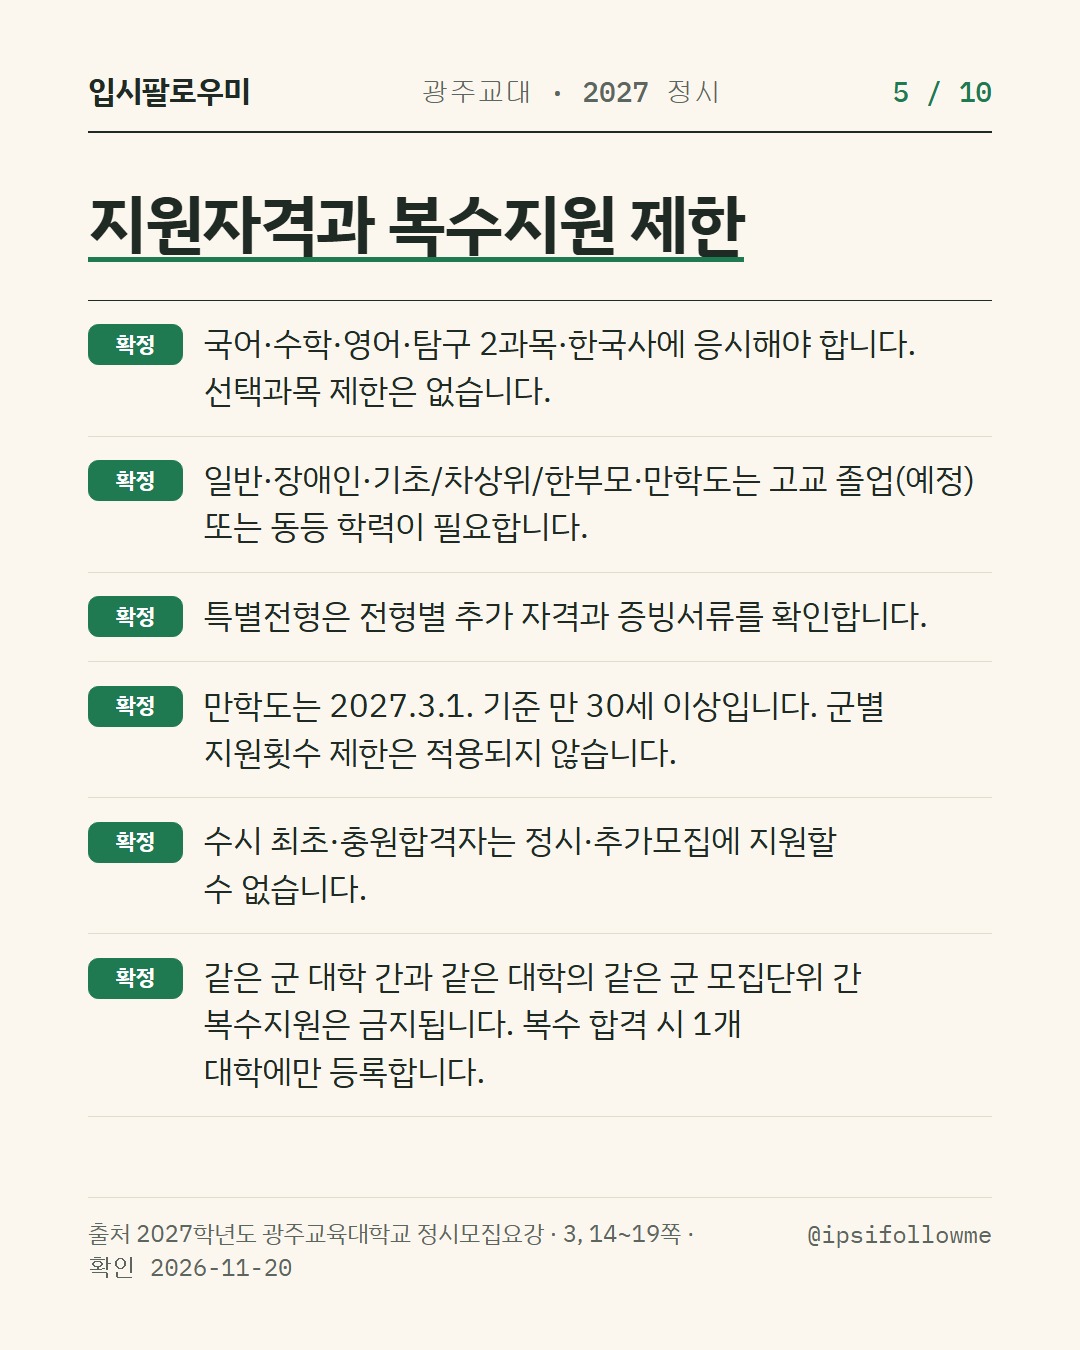 입시팔로우미
광주교대 · 2027 정시
5 / 10
지원자격과 복수지원 제한
확정
국어·수학·영어·탐구 2과목·한국사에 응시해야 합니다.
선택과목 제한은 없습니다.
확정
일반·장애인·기초/차상위/한부모·만학도는 고교 졸업(예정)
또는 동등 학력이 필요합니다.
확정
특별전형은 전형별 추가 자격과 증빙서류를 확인합니다.
확정
만학도는 2027.3.1. 기준 만 30세 이상입니다. 군별
지원횟수 제한은 적용되지 않습니다.
확정
수시 최초·충원합격자는 정시·추가모집에 지원할
수 없습니다.
확정
같은 군 대학 간과 같은 대학의 같은 군 모집단위 간
복수지원은 금지됩니다. 복수 합격 시 1개
대학에만 등록합니다.
출처 2027학년도 광주교육대학교 정시모집요강 · 3, 14~19쪽 ·
확인 2026-11-20
@ipsifollowme